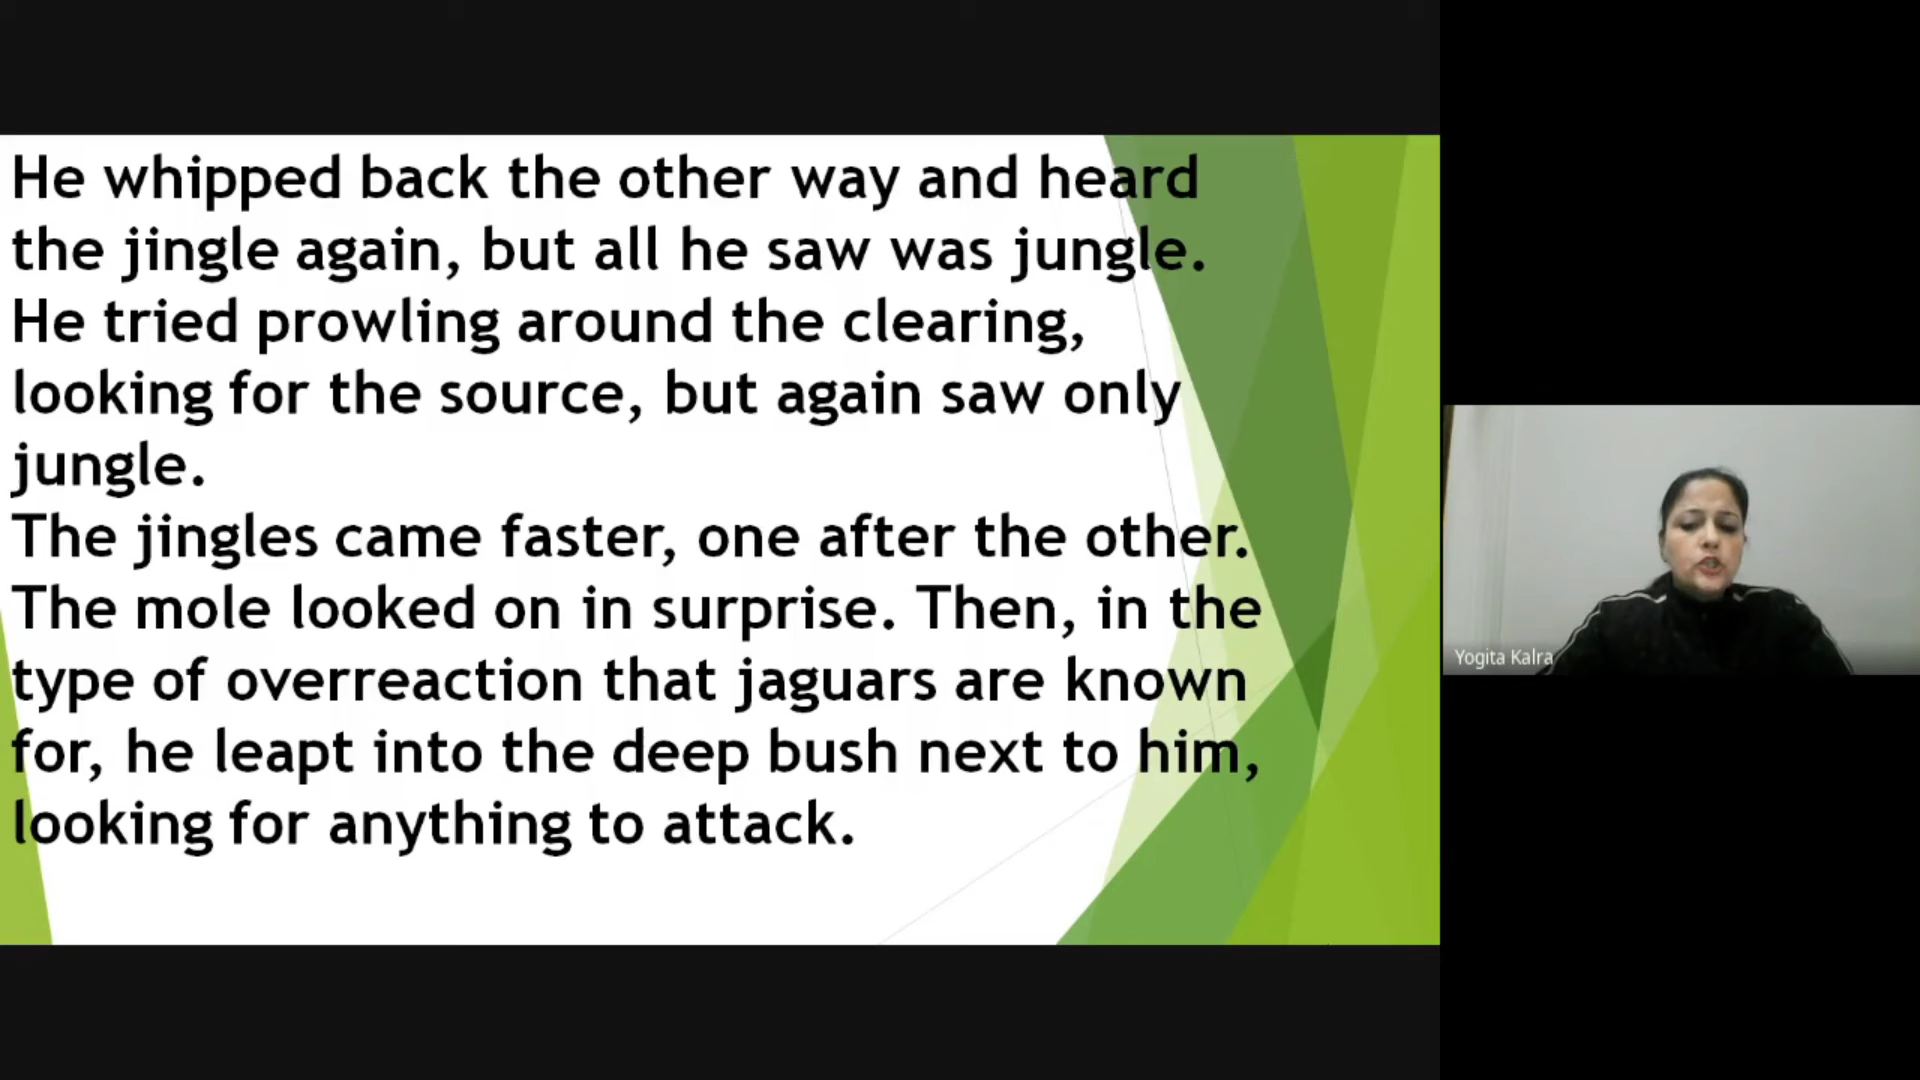 He whipped back the other way and heard
the jingle again, but all he saw was jungle.
He tried prowling around the clearing,
looking for the source, but again saw only
jungle.
The jingles came faster, one after the other.
The mole looked on in surprise. Then, in the
type of overreaction that jaguars are known
for, he leapt into the deep bush next to him,
looking for anything to attack.
Yogita Kalra